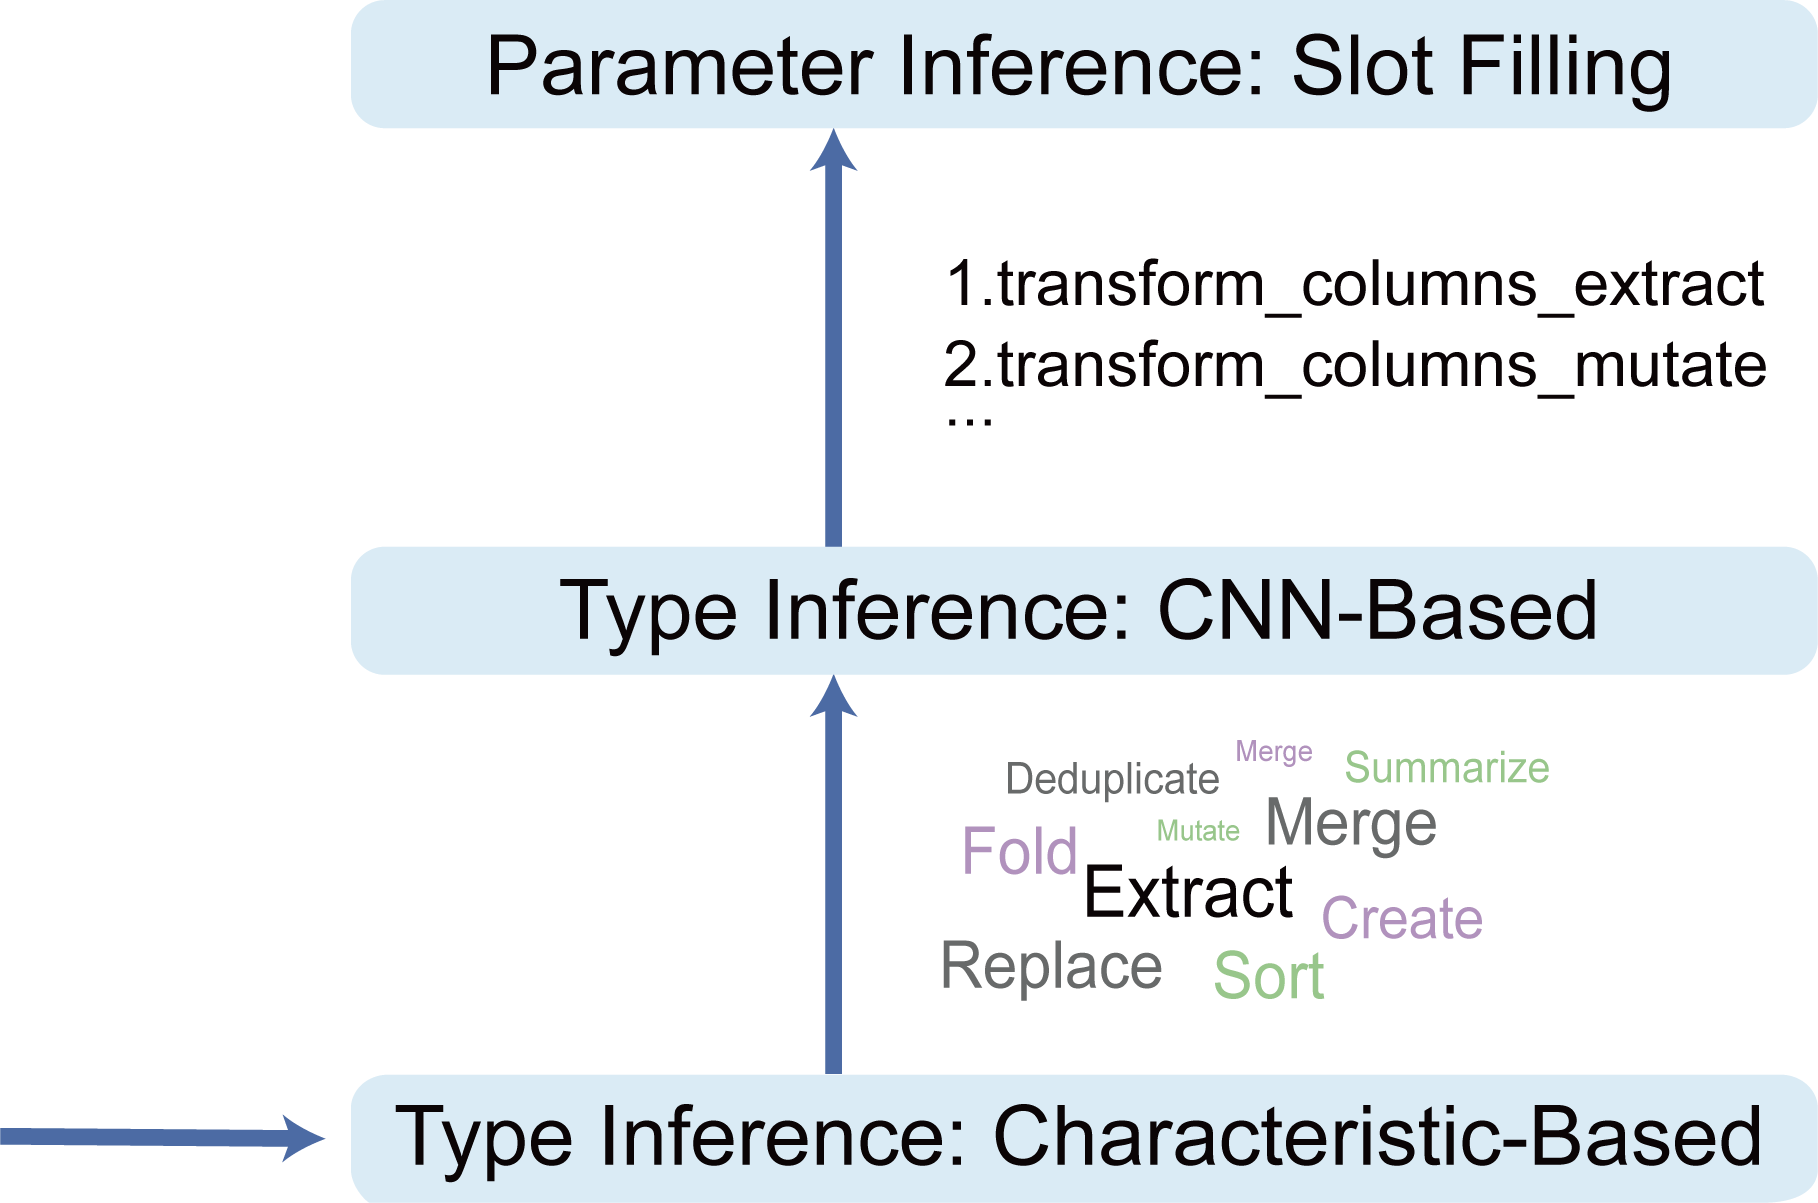 Parameter Inference: Slot Filling
1.transform_columns_extract
2.transform_columns_mutate
...
Type Inference: CNN-Based
Merge
Summarize
Deduplicate
Merge
Mutate
Fold
Extract
Create
Replace
Sort
Type Inference: Characteristic-Based